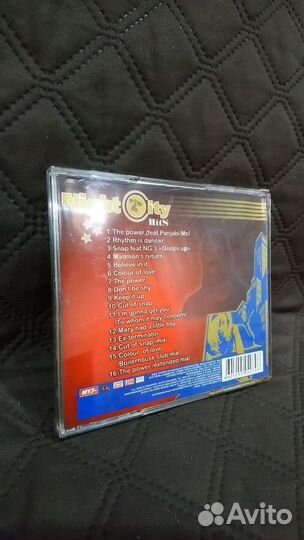 Night City
HitS
1 The power (feat Panjabi Mc)
2 Rhythm is dancer
3 Snap feat NG 3 «Ooops up»
4 Madman's return
5 Believe in it
6 Colour of love
7 The power
8 Don't be shy
9 Keep it up
10 Cut of snap
11 I'm gonna get you
(To whom it may concern)
12 Mary had a little boy
13 Ex-terminator
14 Cut of snap (mix)
15 Colour of love
(Boilerhouse club mix)
16 The power (extended mix)
Avito